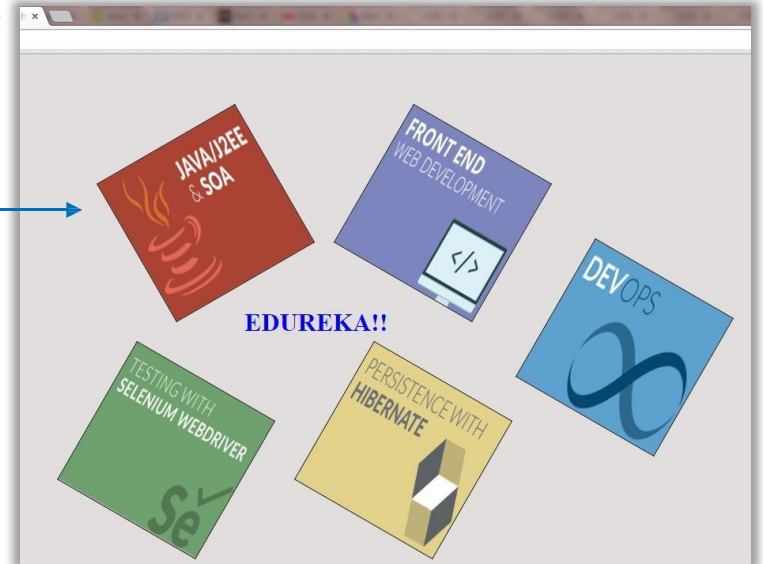 JAVA/J2EE
& SOA
FRONT END
WEB DEVELOPMENT
</>
DEVOPS
EDUREKA!!
TESTING WITH
SELENIUM WEBDRIVER
Se
PERSISTENCE WITH
HIBERNATE